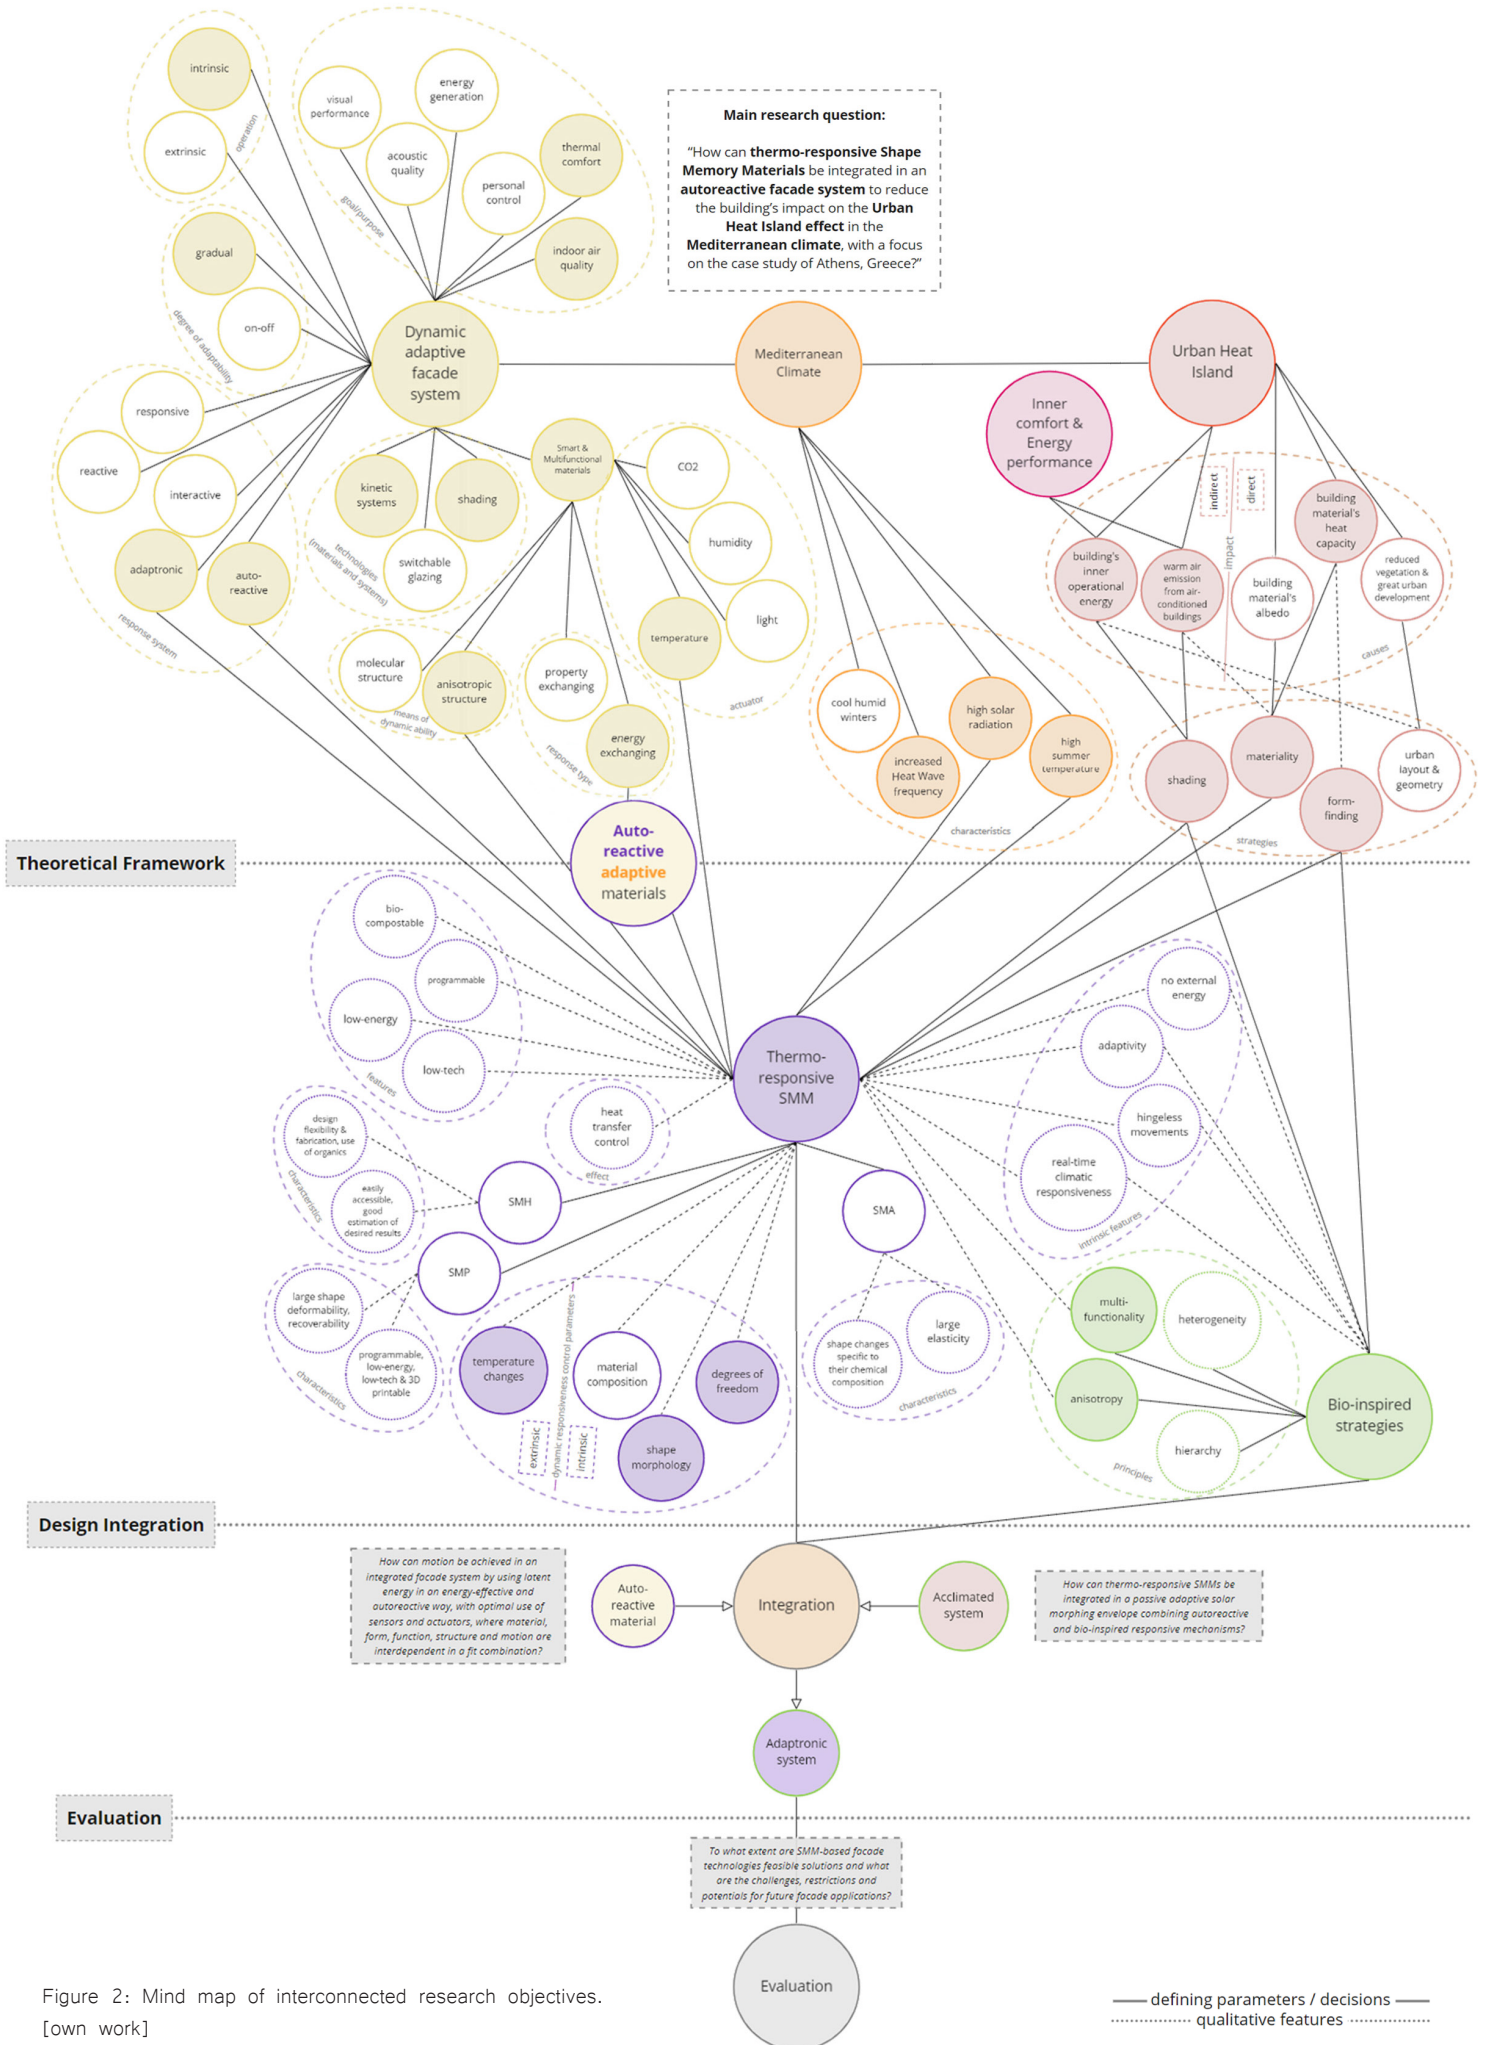 intrinsic
extrinsic
operation
visual
performance
energy
generation
acoustic
quality
personal
control
thermal
comfort
indoor air
quality
goal/purpose
Main research question:
“How can thermo-responsive Shape
Memory Materials be integrated in an
autoreactive facade system to reduce
the building’s impact on the Urban
Heat Island effect in the
Mediterranean climate, with a focus
on the case study of Athens, Greece?”
gradual
on-off
degree of adaptability
Dynamic
adaptive
facade
system
Mediterranean
Climate
Urban Heat
Island
Inner
comfort &
Energy
performance
responsive
reactive
interactive
adaptronic
auto-
reactive
response system
kinetic
systems
shading
switchable
glazing
technologies
(materials and systems)
Smart &
Multifunctional
materials
CO2
humidity
light
temperature
actuator
molecular
structure
anisotropic
structure
means of
dynamic ability
property
exchanging
energy
exchanging
response type
cool humid
winters
increased
Heat Wave
frequency
high solar
radiation
high
summer
temperature
characteristics
indirect
direct
impact
building's
inner
operational
energy
warm air
emission
from air-
conditioned
buildings
building
material's
albedo
building
material's
heat
capacity
reduced
vegetation &
great urban
development
causes
shading
materiality
form-
finding
urban
layout &
geometry
strategies
Auto-
reactive
adaptive
materials
Theoretical Framework
bio-
compostable
programmable
low-energy
low-tech
features
Thermo-
responsive
SMM
heat
transfer
control
effect
design
flexibility &
fabrication, use
of organics
easily
accessible,
good
estimation of
desired results
characteristics
SMH
SMP
SMA
large shape
deformability,
recoverability
programmable,
low-energy,
low-tech & 3D
printable
characteristics
temperature
changes
material
composition
degrees of
freedom
shape
morphology
extrinsic
dynamic responsiveness control parameters
intrinsic
shape changes
specific to
their chemical
composition
large
elasticity
characteristics
no external
energy
adaptivity
hingeless
movements
real-time
climatic
responsiveness
intrinsic features
multi-
functionality
heterogeneity
anisotropy
hierarchy
principles
Bio-inspired
strategies
Design Integration
How can motion be achieved in an
integrated facade system by using latent
energy in an energy-effective and
autoreactive way, with optimal use of
sensors and actuators, where material,
form, function, structure and motion are
interdependent in a fit combination?
Auto-
reactive
material
Integration
Acclimated
system
How can thermo-responsive SMMs be
integrated in a passive adaptive solar
morphing envelope combining autoreactive
and bio-inspired responsive mechanisms?
Adaptronic
system
Evaluation
To what extent are SMM-based facade
technologies feasible solutions and what
are the challenges, restrictions and
potentials for future facade applications?
Evaluation
Figure 2: Mind map of interconnected research objectives.
[own work]
defining parameters / decisions
qualitative features